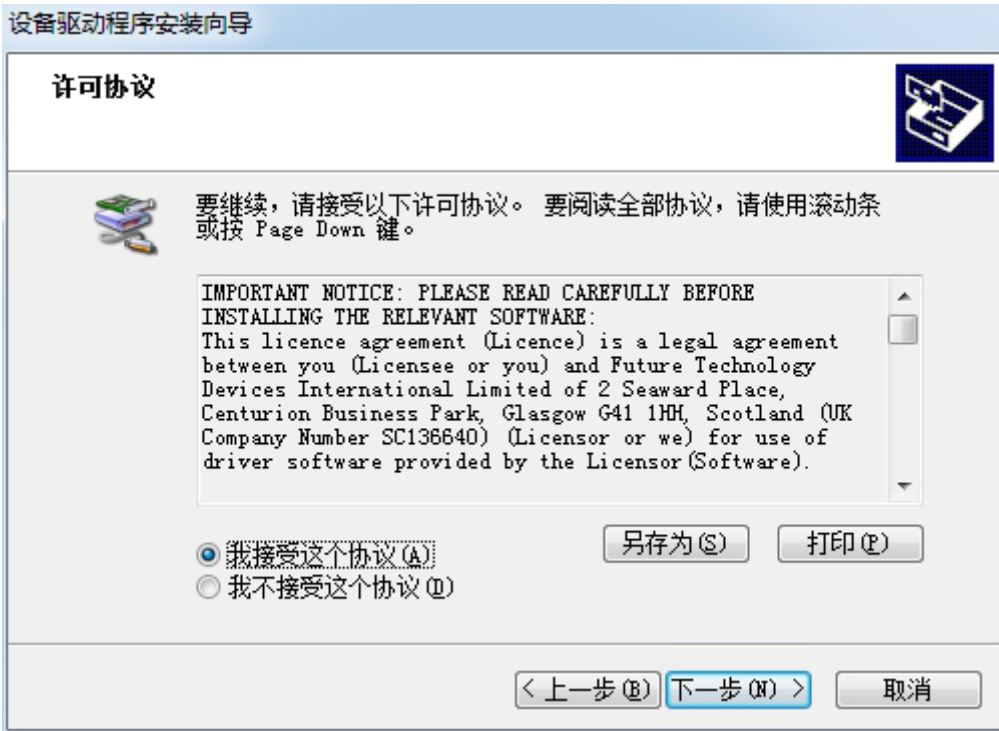 设备驱动程序安装向导
许可协议
要继续，请接受以下许可协议。 要阅读全部协议，请使用滚动条
或按 Page Down 键。
IMPORTANT NOTICE: PLEASE READ CAREFULLY BEFORE
INSTALLING THE RELEVANT SOFTWARE:
This licence agreement (Licence) is a legal agreement
between you (Licensee or you) and Future Technology
Devices International Limited of 2 Seaward Place,
Centurion Business Park, Glasgow G41 1HH, Scotland (UK
Company Number SC136640) (Licensor or we) for use of
driver software provided by the Licensor(Software).
我接受这个协议(A)
另存为(S)
打印(P)
我不接受这个协议(D)
< 上一步(B)
下一步(N) >
取消